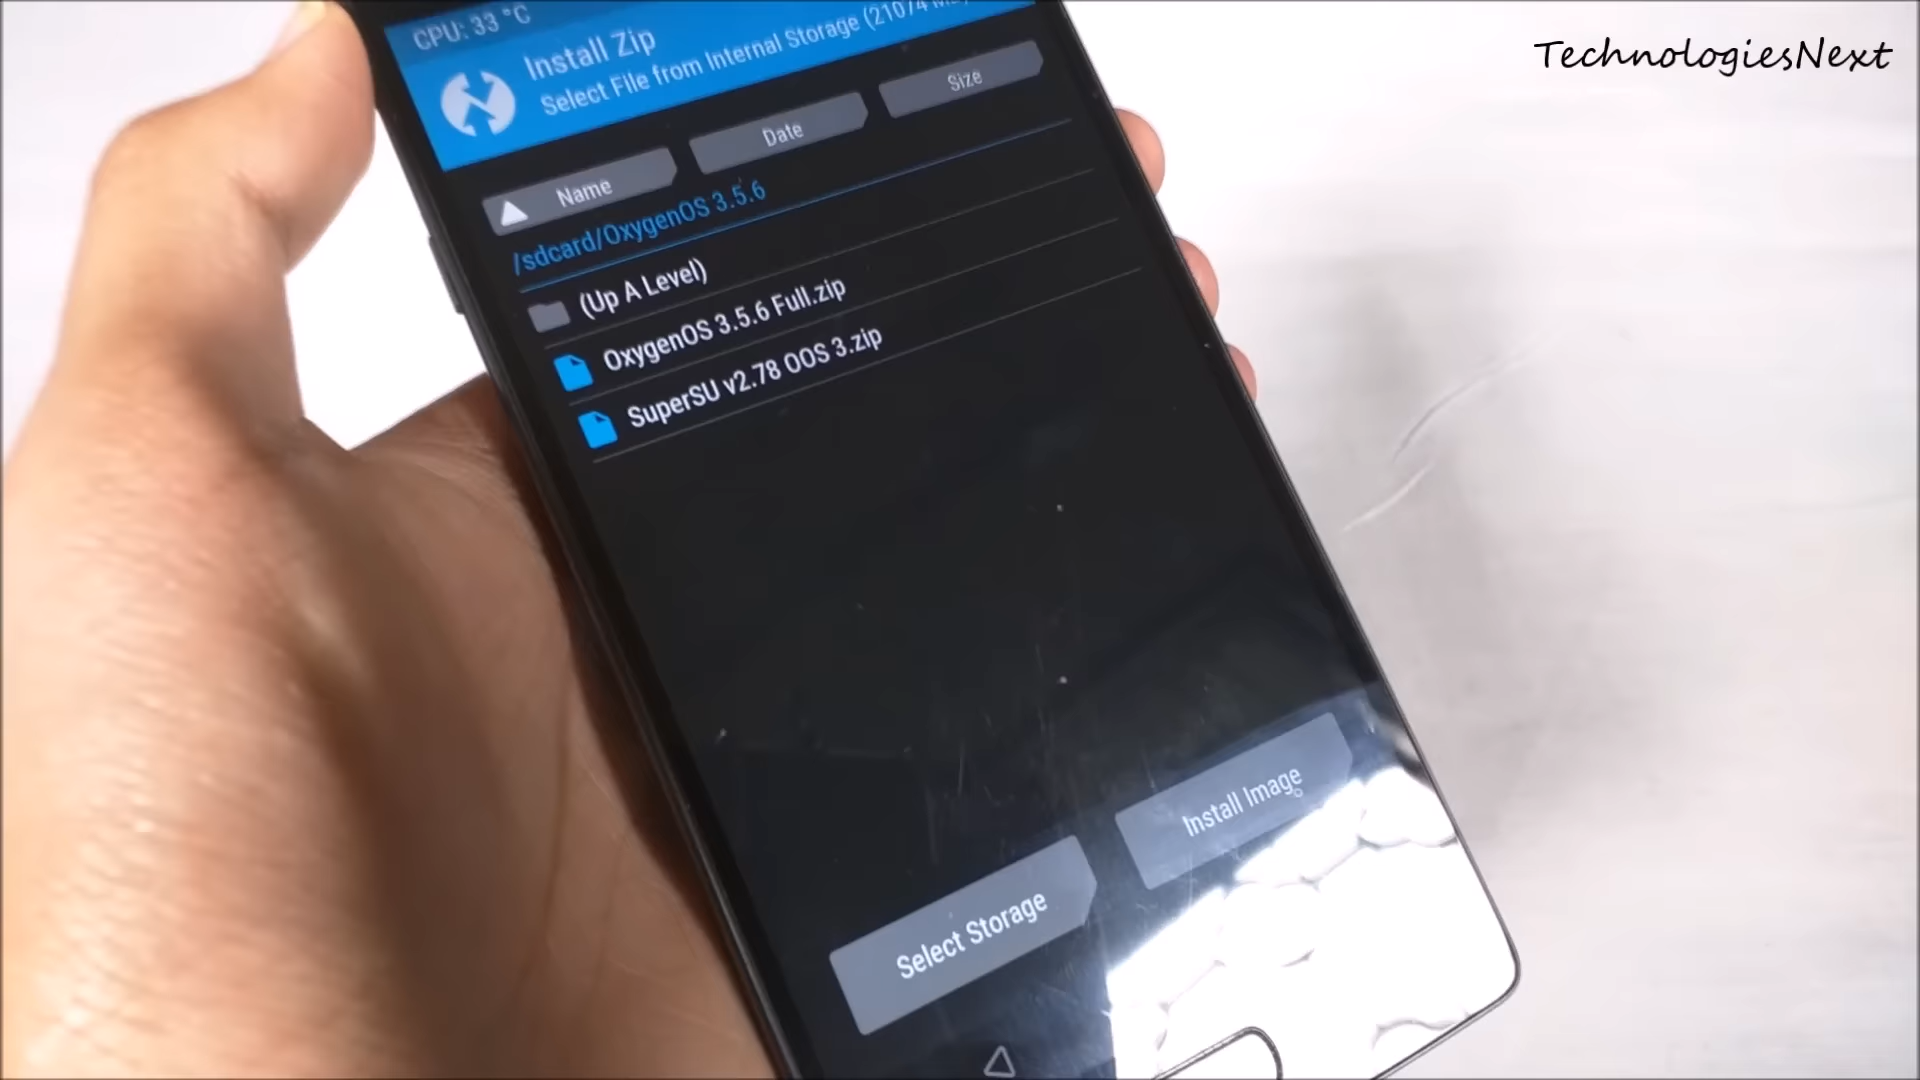 TechnologiesNext
CPU: 33 °C
Install Zip
Select File from Internal Storage (21074
Name
Date
Size
/sdcard/OxygenOS 3.5.6
(Up A Level)
OxygenOS 3.5.6 Full.zip
SuperSU v2.78 OOS 3.zip
Install Image
Select Storage